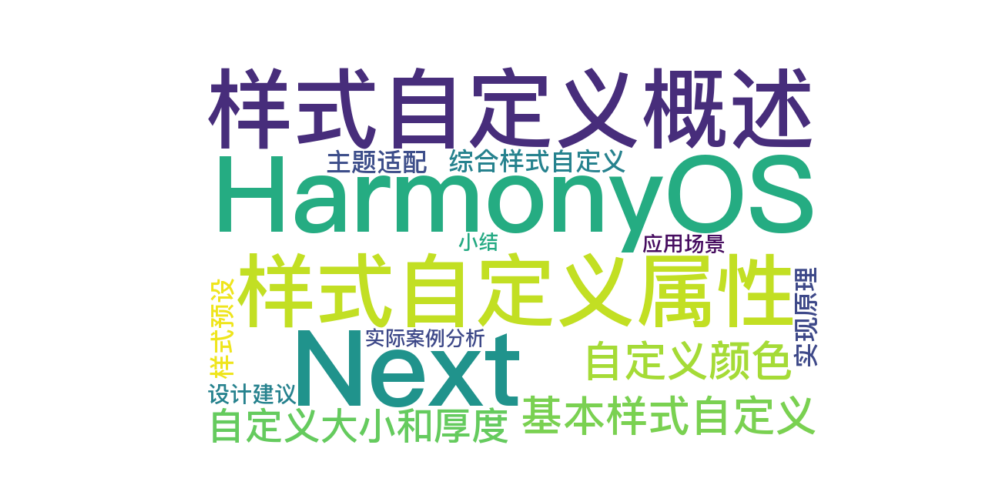 样式自定义概述
主题适配
综合样式自定义
HarmonyOS
小结
应用场景
样式自定义属性
样式预设
实现原理
实际案例分析
Next
自定义颜色
设计建议
自定义大小和厚度
基本样式自定义